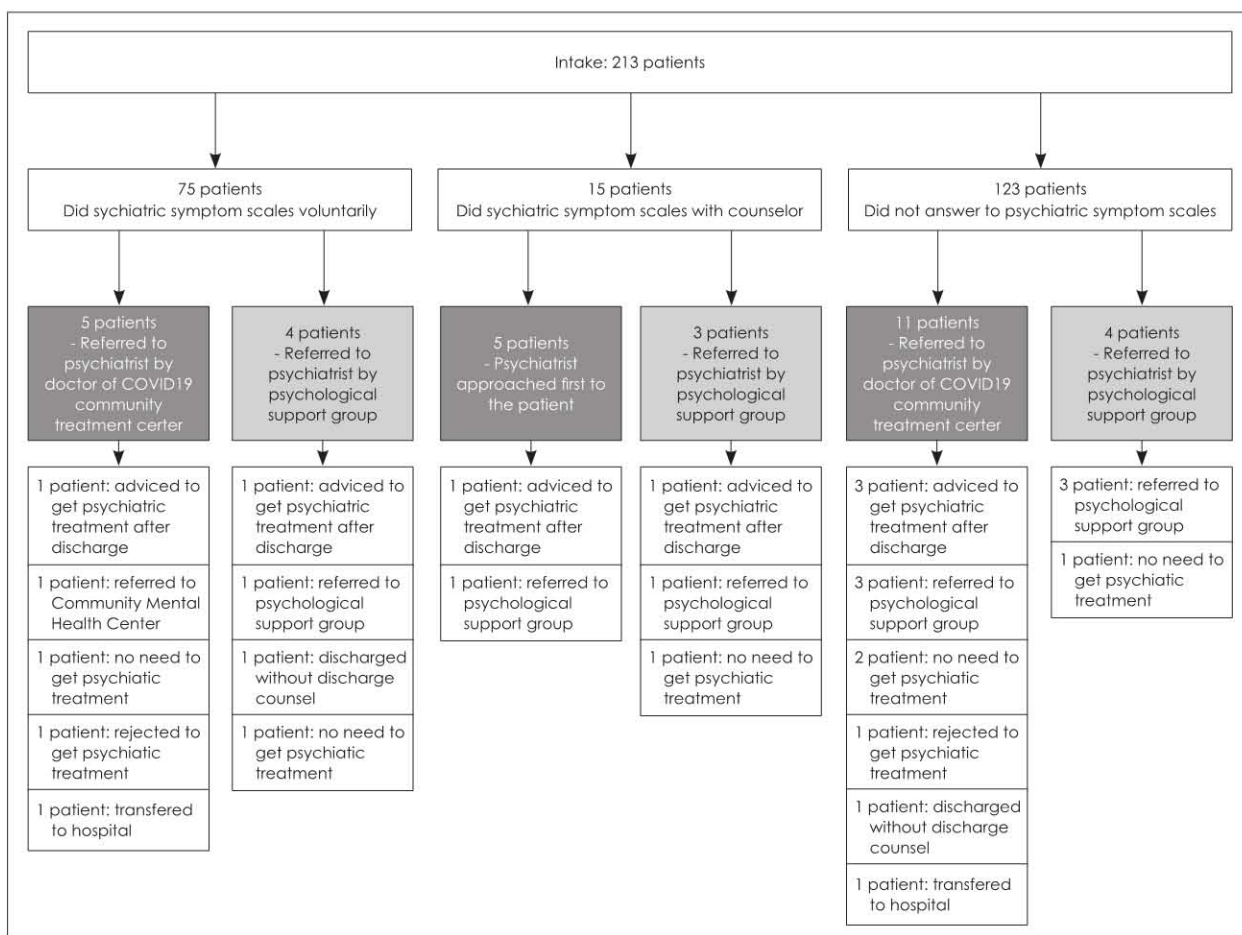 Intake: 213 patients
75 patients
Did sychiatric symptom scales voluntarily
15 patients
Did sychiatric symptom scales with counselor
123 patients
Did not answer to psychiatric symptom scales
5 patients
- Referred to
psychiatrist by
doctor of COVID19
community
treatment certer
4 patients
- Referred to
psychiatrist by
psychological
support group
5 patients
- Psychiatrist
approached first to
the patient
3 patients
- Referred to
psychiatrist by
psychological
support group
11 patients
- Referred to
psychiatrist by
doctor of COVID19
community
treatment certer
4 patients
- Referred to
psychiatrist by
psychological
support group
1 patient: adviced to
get psychiatric
treatment after
discharge
1 patient: referred to
Community Mental
Health Center
1 patient: no need to
get psychiatic
treatment
1 patient: rejected to
get psychiatic
treatment
1 patient: transfered
to hospital
1 patient: adviced to
get psychiatric
treatment after
discharge
1 patient: referred to
psychological
support group
1 patient: discharged
without discharge
counsel
1 patient: no need to
get psychiatic
treatment
1 patient: adviced to
get psychiatric
treatment after
discharge
1 patient: referred to
psychological
support group
1 patient: adviced to
get psychiatric
treatment after
discharge
1 patient: referred to
psychological
support group
1 patient: no need to
get psychiatic
treatment
3 patient: adviced to
get psychiatric
treatment after
discharge
3 patient: referred to
psychological
support group
2 patient: no need to
get psychiatic
treatment
1 patient: rejected to
get psychiatic
treatment
1 patient: discharged
without discharge
counsel
1 patient: transfered
to hospital
3 patient: referred to
psychological
support group
1 patient: no need to
get psychiatic
treatment